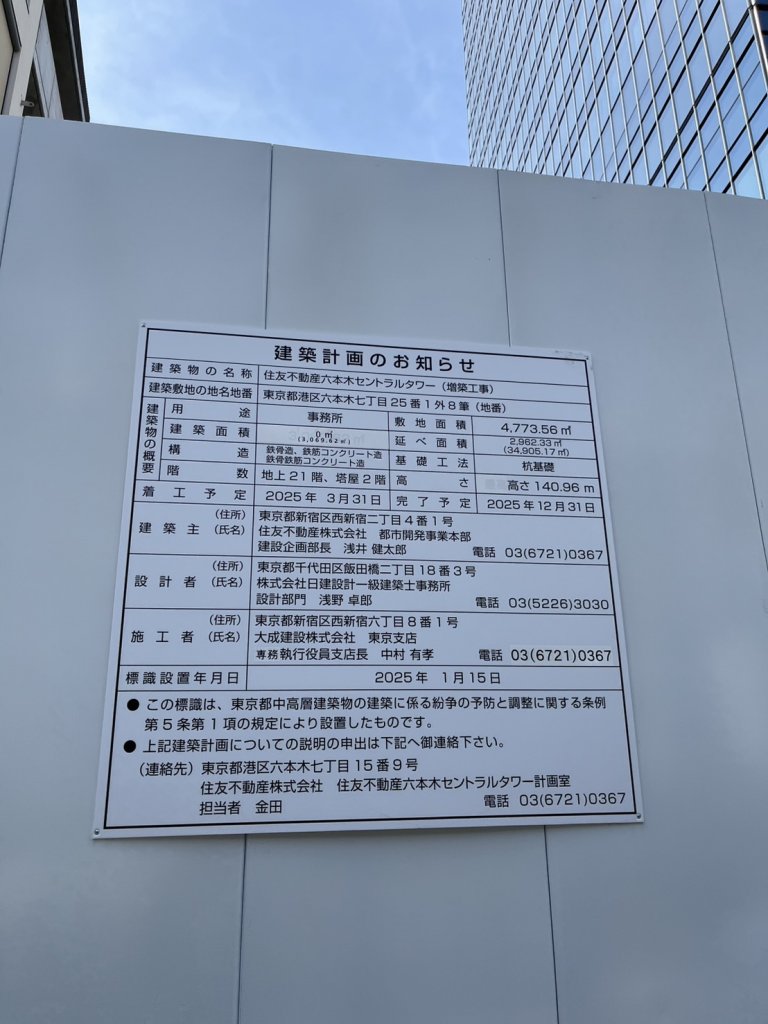 建築計画のお知らせ
建築物の名称 住友不動産六本木セントラルタワー（増築工事）
建築敷地の地名地番 東京都港区六本木七丁目25番1外8筆（地番）
建築物の概要
用途 事務所 敷地面積 4,773.56㎡
建築面積 0㎡ 延べ面積 2,962.33㎡
(3,069.62㎡) (34,905.17㎡)
構造 鉄骨造、鉄筋コンクリート造 基礎工法 杭基礎
鉄骨鉄筋コンクリート造
階数 地上21階、塔屋2階 高さ 高さ140.96m
着工予定 2025年 3月31日 完了予定 2025年12月31日
建築主 （住所） 東京都新宿区西新宿二丁目4番1号
（氏名） 住友不動産株式会社 都市開発事業本部
建設企画部長 浅井 健太郎 電話 03(6721)0367
設計者 （住所） 東京都千代田区飯田橋二丁目18番3号
（氏名） 株式会社日建設計一級建築士事務所
設計部門 浅野 卓郎 電話 03(5226)3030
施工者 （住所） 東京都新宿区西新宿六丁目8番1号
（氏名） 大成建設株式会社 東京支店
専務執行役員支店長 中村 有孝 電話 03(6721)0367
標識設置年月日 2025年 1月15日
● この標識は、東京都中高層建築物の建築に係る紛争の予防と調整に関する条例
第5条第1項の規定により設置したものです。
● 上記建築計画についての説明の申出は下記へ御連絡下さい。
（連絡先）東京都港区六本木七丁目15番9号
住友不動産株式会社 住友不動産六本木セントラルタワー計画室
担当者 金田 電話 03(6721)0367